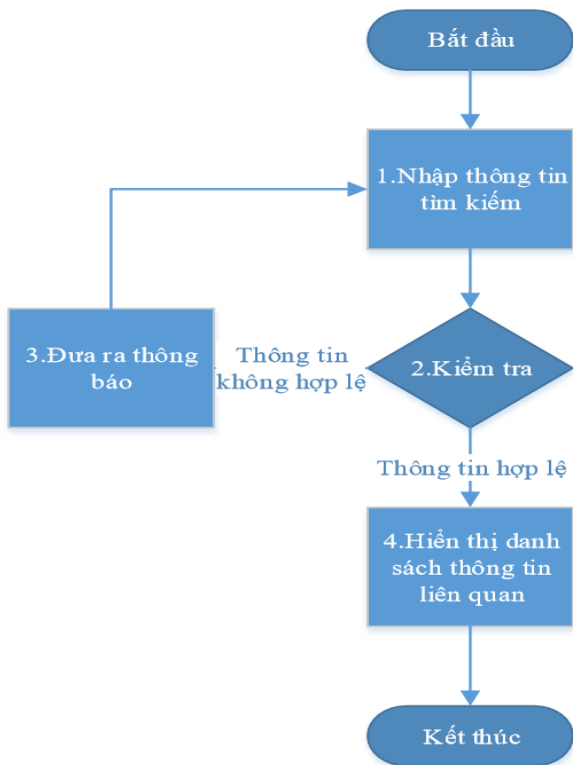 Bắt đầu
1.Nhập thông tin
tìm kiếm
2.Kiểm tra
Thông tin
không hợp lệ
3.Đưa ra thông
báo
Thông tin hợp lệ
4.Hiển thị danh
sách thông tin
liên quan
Kết thúc